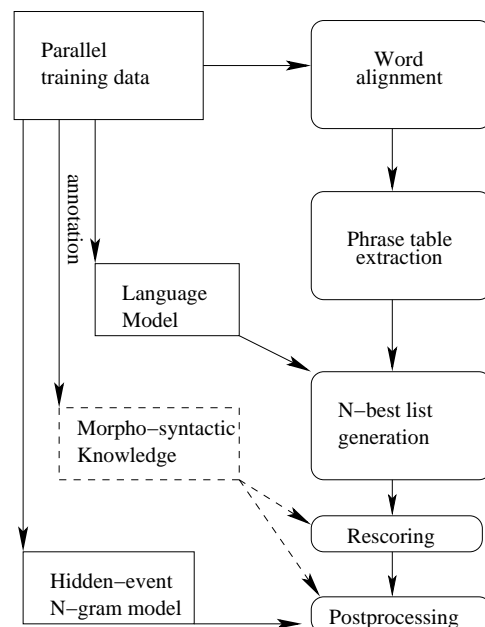 Parallel
training data
Word
alignment
annotation
Phrase table
extraction
Language
Model
N−best list
generation
Morpho−syntactic
Knowledge
Rescoring
Hidden−event
N−gram model
Postprocessing